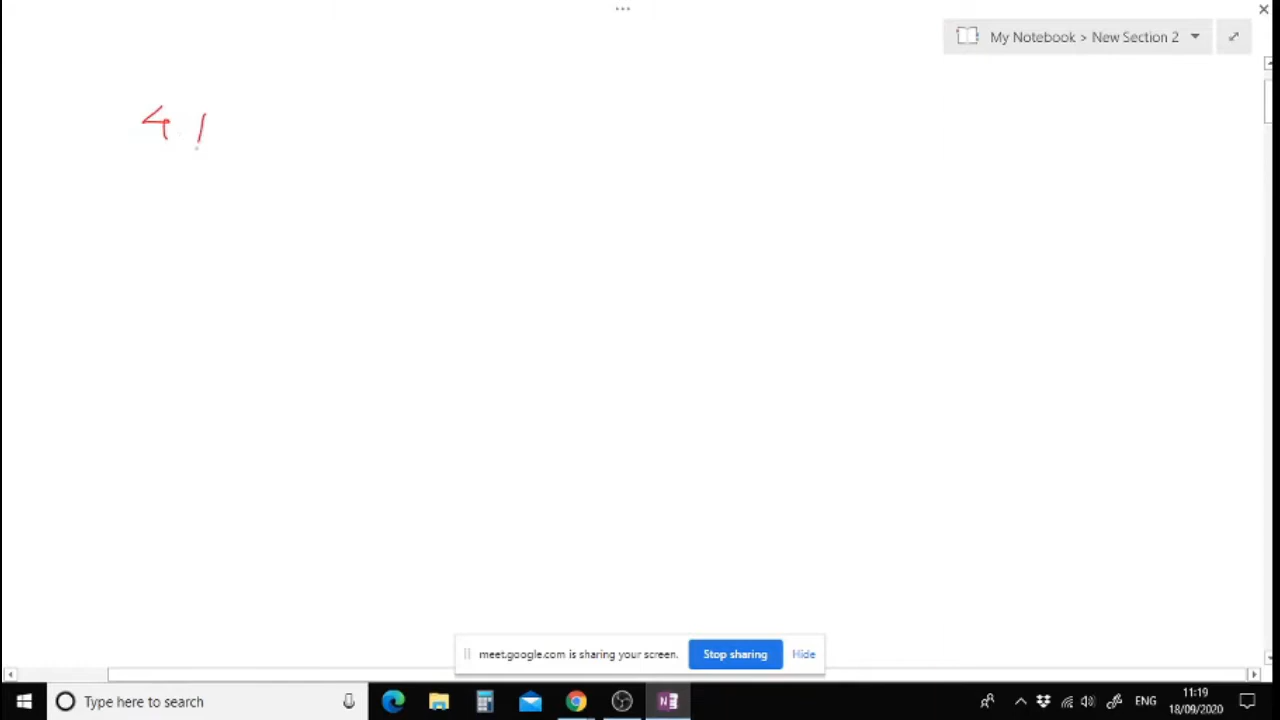 My Notebook > New Section 2
4.1
meet.google.com is sharing your screen.
Stop sharing
Hide
Type here to search
ENG
11:19
18/09/2020